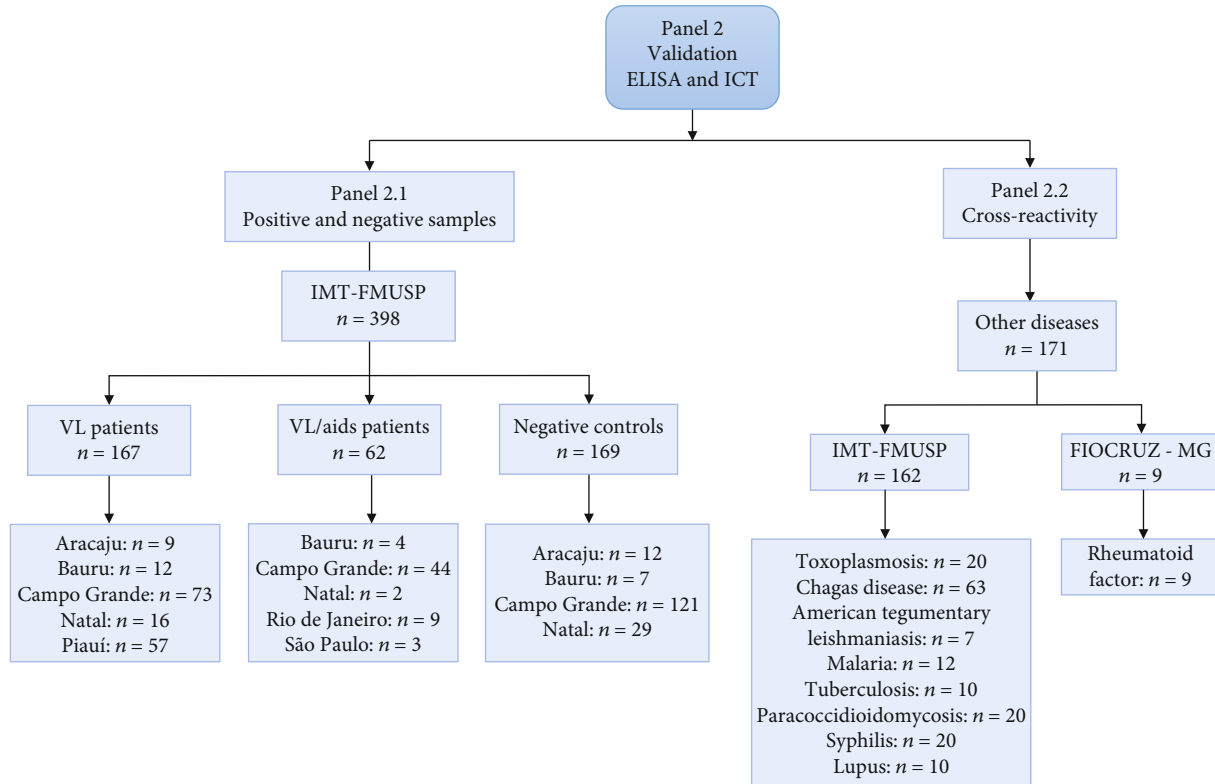 Panel 2
Validation
ELISA and ICT
Panel 2.1
Positive and negative samples
Panel 2.2
Cross-reactivity
IMT-FMUSP
n = 398
Other diseases
n = 171
VL patients
n = 167
VL/aids patients
n = 62
Negative controls
n = 169
IMT-FMUSP
n = 162
FIOCRUZ - MG
n = 9
Aracaju: n = 9
Bauru: n = 12
Campo Grande: n = 73
Natal: n = 16
Piauí: n = 57
Bauru: n = 4
Campo Grande: n = 44
Natal: n = 2
Rio de Janeiro: n = 9
São Paulo: n = 3
Aracaju: n = 12
Bauru: n = 7
Campo Grande: n = 121
Natal: n = 29
Toxoplasmosis: n = 20
Chagas disease: n = 63
American tegumentary
leishmaniasis: n = 7
Malaria: n = 12
Tuberculosis: n = 10
Paracoccidioidomycosis: n = 20
Syphilis: n = 20
Lupus: n = 10
Rheumatoid
factor: n = 9